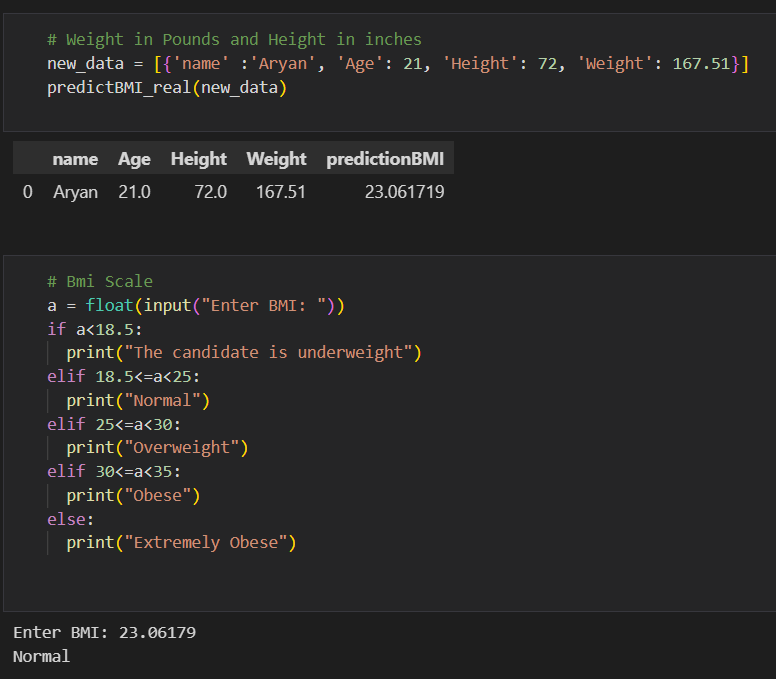 # Weight in Pounds and Height in inches
new_data = [{'name' :'Aryan', 'Age': 21, 'Height': 72, 'Weight': 167.51}]
predictBMI_real(new_data)
name Age Height Weight predictionBMI
0 Aryan 21.0 72.0 167.51 23.061719
# Bmi Scale
a = float(input("Enter BMI: "))
if a<18.5:
  print("The candidate is underweight")
elif 18.5<=a<25:
  print("Normal")
elif 25<=a<30:
  print("Overweight")
elif 30<=a<35:
  print("Obese")
else:
  print("Extremely Obese")
Enter BMI: 23.06179
Normal